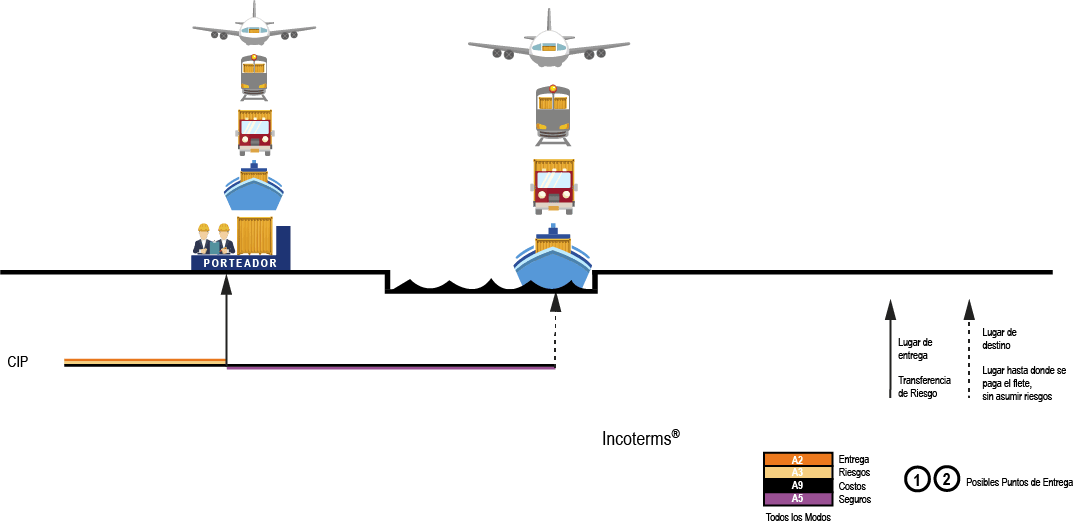 PORTEADOR
CIP
Lugar de
entrega
Transferencia
de Riesgo
Lugar de
destino
Lugar hasta donde se
paga el flete,
sin asumir riesgos
Incoterms®
A2 Entrega
A3 Riesgos
A9 Costos
A5 Seguros
Todos los Modos
1 2 Posibles Puntos de Entrega